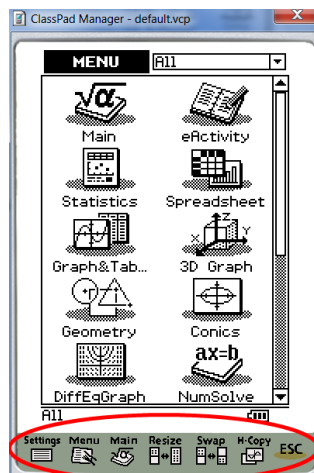 ClassPad Manager - default.vcp
MENU All
√α
Main eActivity
Statistics Spreadsheet
Z
X Y
Graph&Tab... 3D Graph
Geometry Conics
ax=b
DiffEqGraph NumSolve
All
Settings Menu Main Resize Swap H-Copy ESC